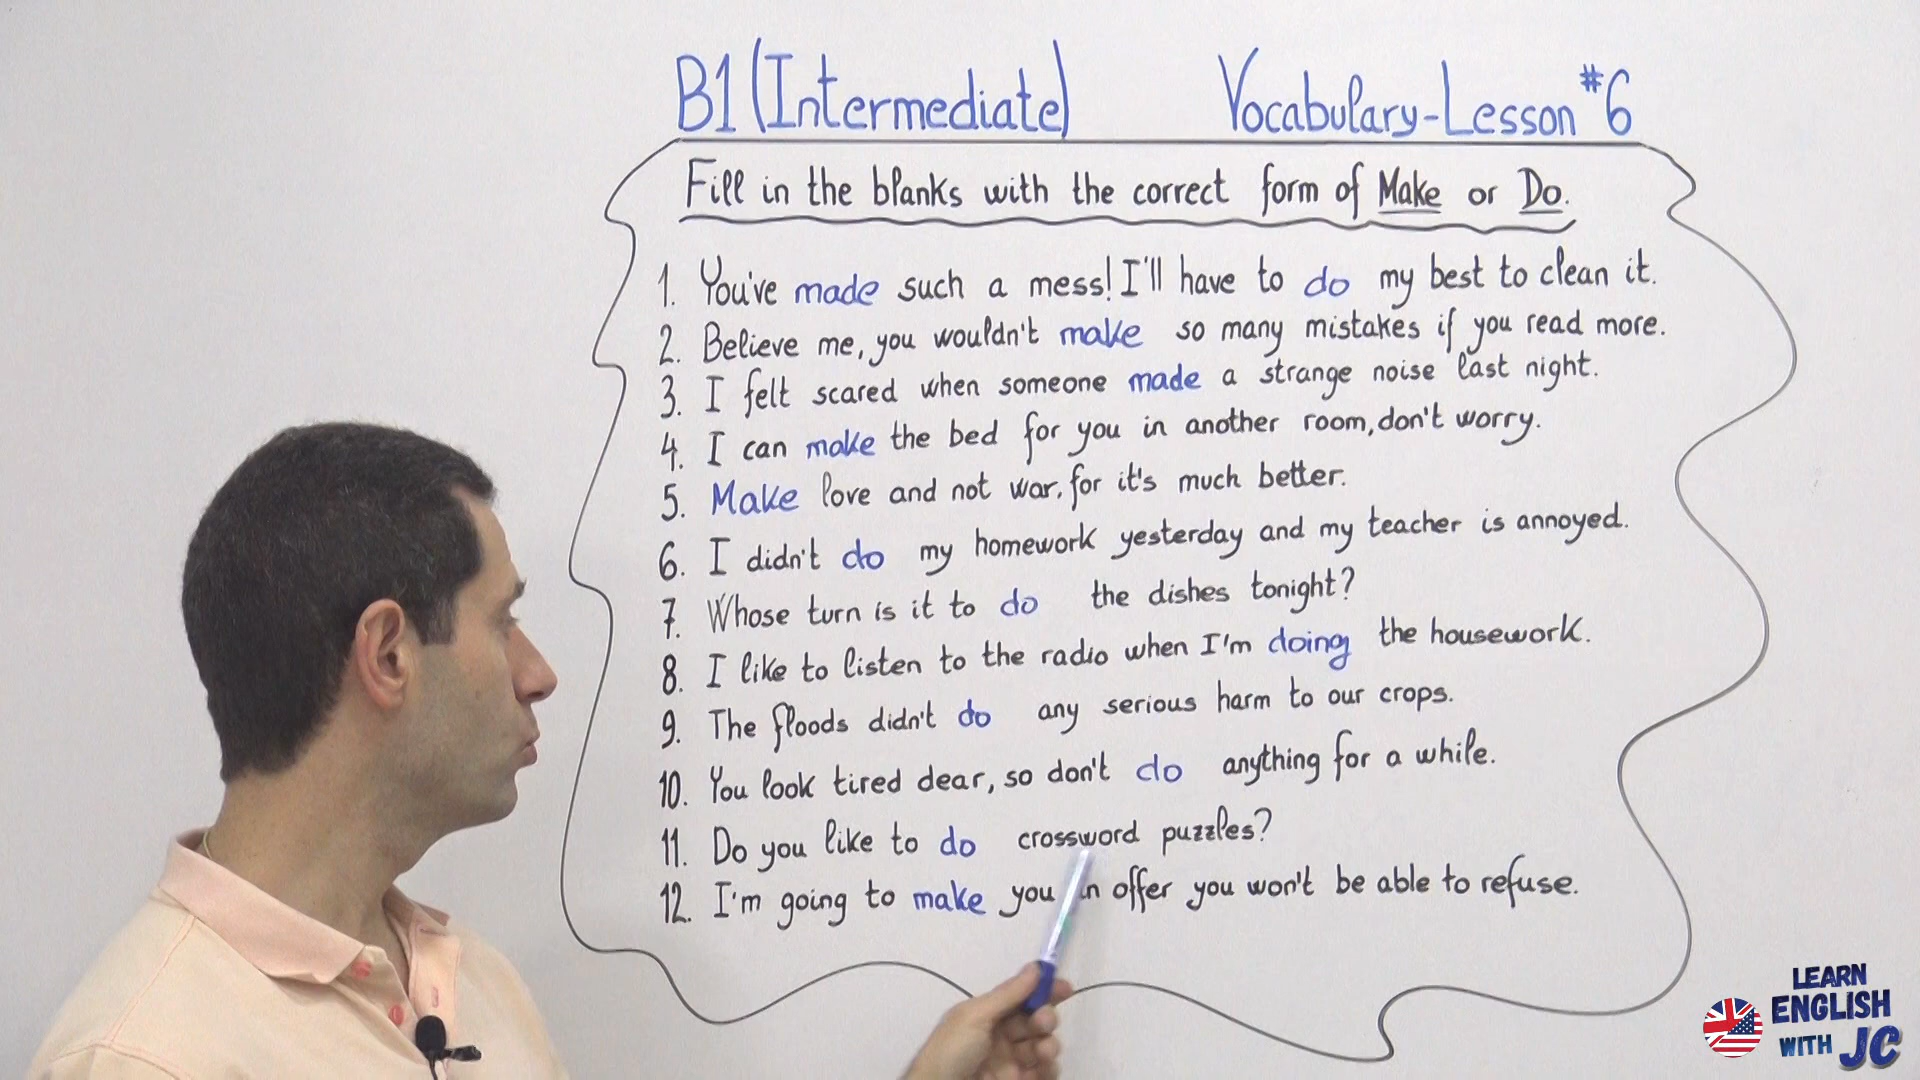 B1 (Intermediate) Vocabulary-Lesson #6
Fill in the blanks with the correct form of Make or Do.
1. You've made such a mess! I'll have to do my best to clean it.
2. Believe me, you wouldn't make so many mistakes if you read more.
3. I felt scared when someone made a strange noise last night.
4. I can make the bed for you in another room, don't worry.
5. Make love and not war, for it's much better.
6. I didn't do my homework yesterday and my teacher is annoyed.
7. Whose turn is it to do the dishes tonight?
8. I like to listen to the radio when I'm doing the housework.
9. The floods didn't do any serious harm to our crops.
10. You look tired dear, so don't do anything for a while.
11. Do you like to do crossword puzzles?
12. I'm going to make you an offer you won't be able to refuse.
LEARN
ENGLISH
WITH JC